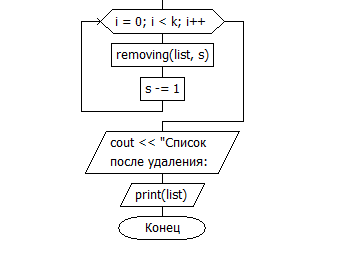 i = 0; i < k; i++
removing(list, s)
s -= 1
cout << "Список
после удаления:
print(list)
Конец